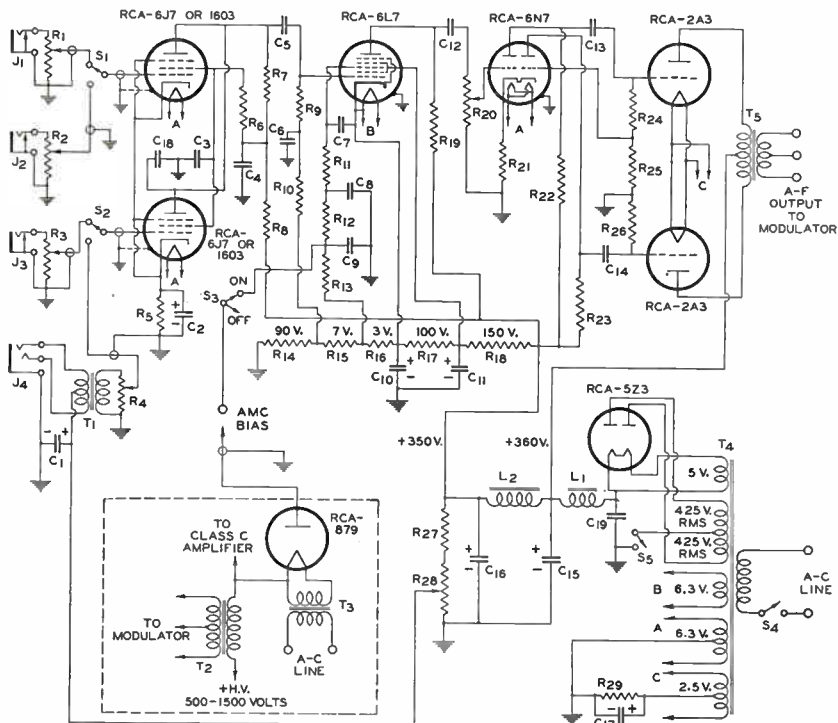 RCA-6J7 OR 1603
RCA-6L7
RCA-6N7
RCA-2A3
J1
R1
S1
C5
C12
C13
R7
R9
R20
R24
T5
J2
R2
A
R6
C6
C7
B
R19
A
R25
C18
C3
C4
R11
R21
R22
C
R10
C8
A-F
OUTPUT
TO
MODULATOR
J3
R3
S2
RCA-
6J7 OR
1603
R8
R12
R26
C9
C14
A
ON
R13
RCA-2A3
R5
C2
S3
OFF
R23
90 V.
7 V.
3 V.
100 V.
150 V.
R14
R15
R16
R17
R18
C10
C11
J4
T1
R4
AMC
BIAS
RCA-5Z3
C1
+350V.
+360V.
T4
L2
L1
5 V.
RCA-
879
C19
425V.
RMS
425V.
RMS
TO
CLASS C
AMPLIFIER
R27
S5
A-C
LINE
R28
C16
C15
B
6.3 V.
S4
TO
MODULATOR
T3
A
6.3 V.
T2
A-C
LINE
C
R29
2.5 V.
+H.V.
500-1500 VOLTS
C17